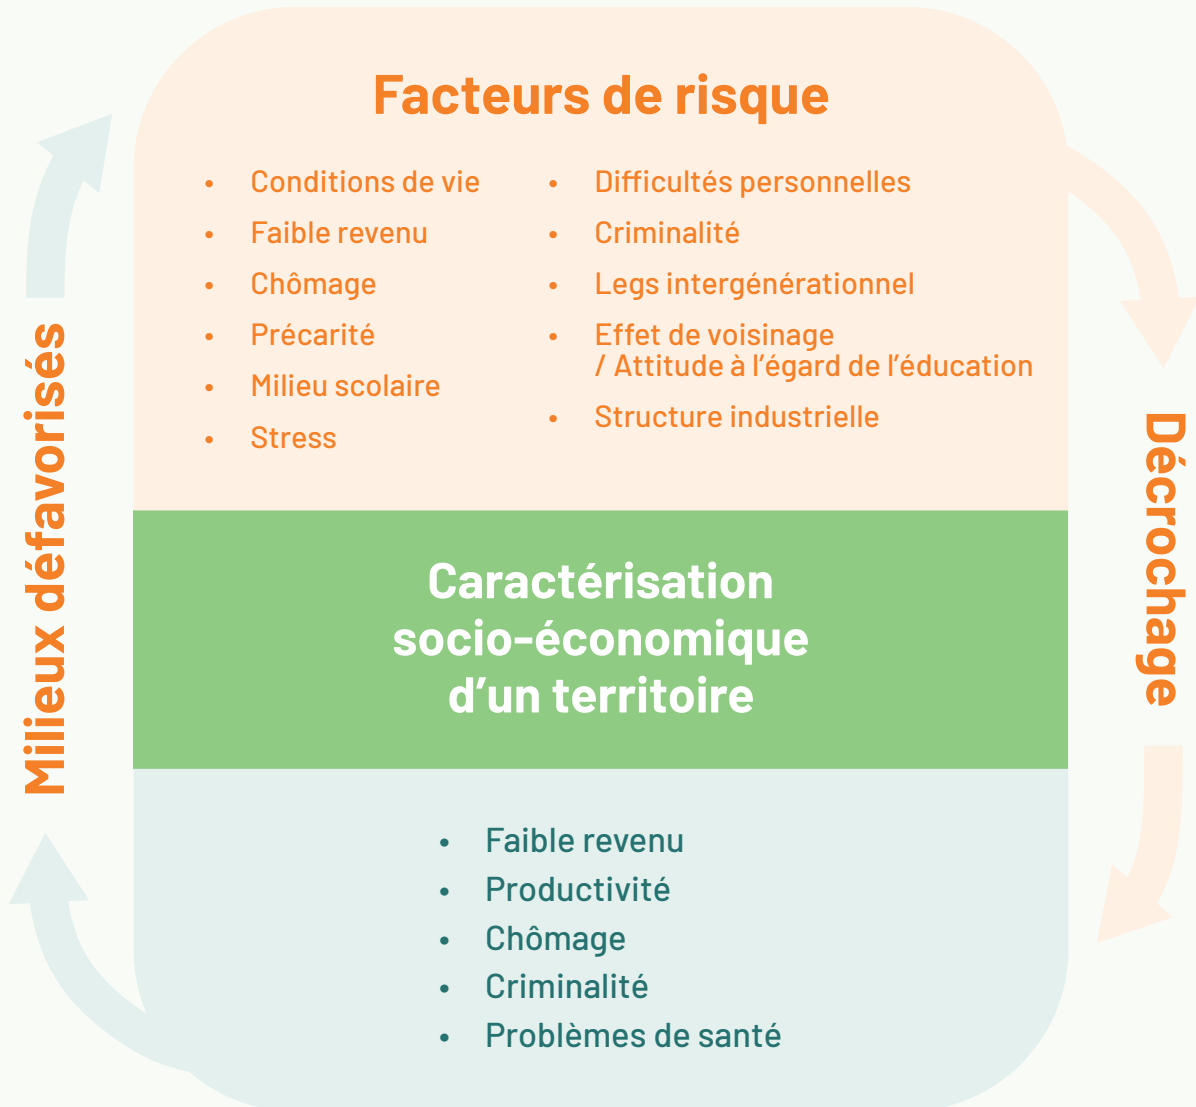 Facteurs de risque
• Conditions de vie
• Faible revenu
• Chômage
• Précarité
• Milieu scolaire
• Stress
• Difficultés personnelles
• Criminalité
• Legs intergénérationnel
• Effet de voisinage
/ Attitude à l’égard de l’éducation
• Structure industrielle
Milieux défavorisés
Décrochage
Caractérisation
socio-économique
d’un territoire
• Faible revenu
• Productivité
• Chômage
• Criminalité
• Problèmes de santé